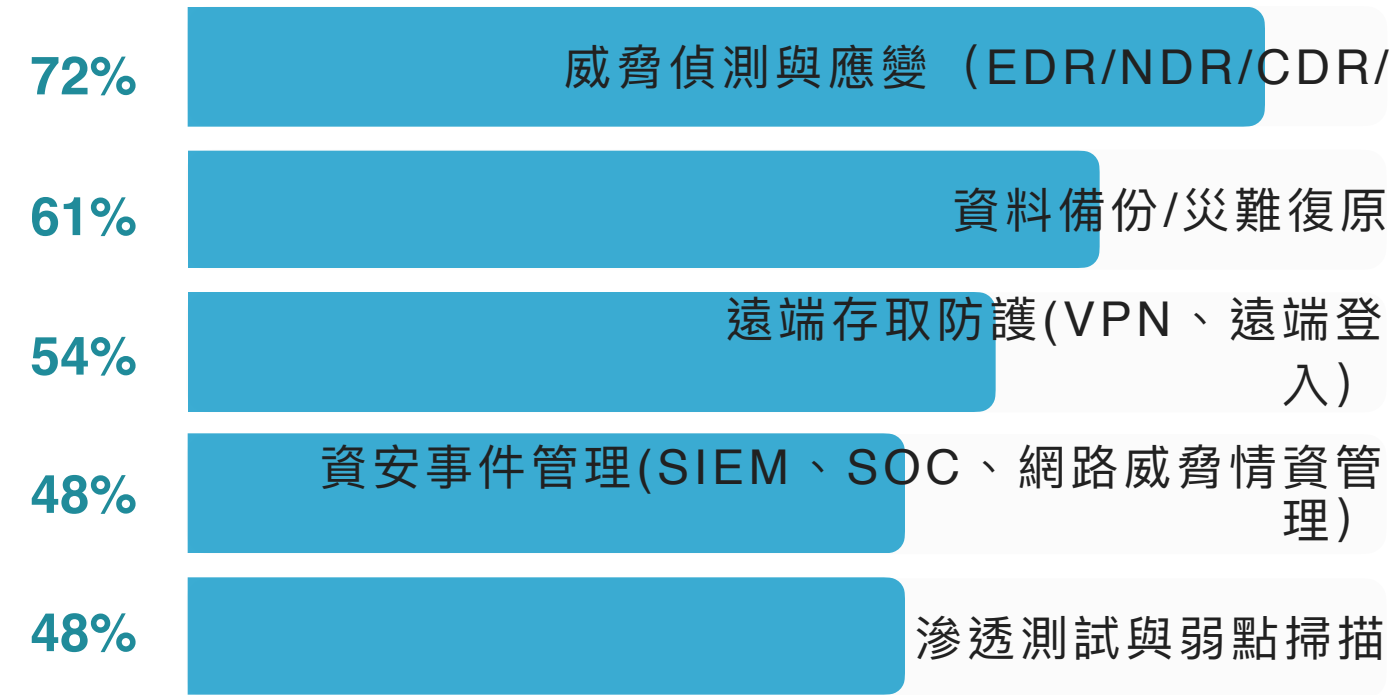 72%
威脅偵測與應變（EDR/NDR/CDR/
61%
資料備份/災難復原
54%
遠端存取防護(VPN、遠端登
入)
48%
資安事件管理(SIEM、SOC、網路威脅情資管
理)
48%
滲透測試與弱點掃描